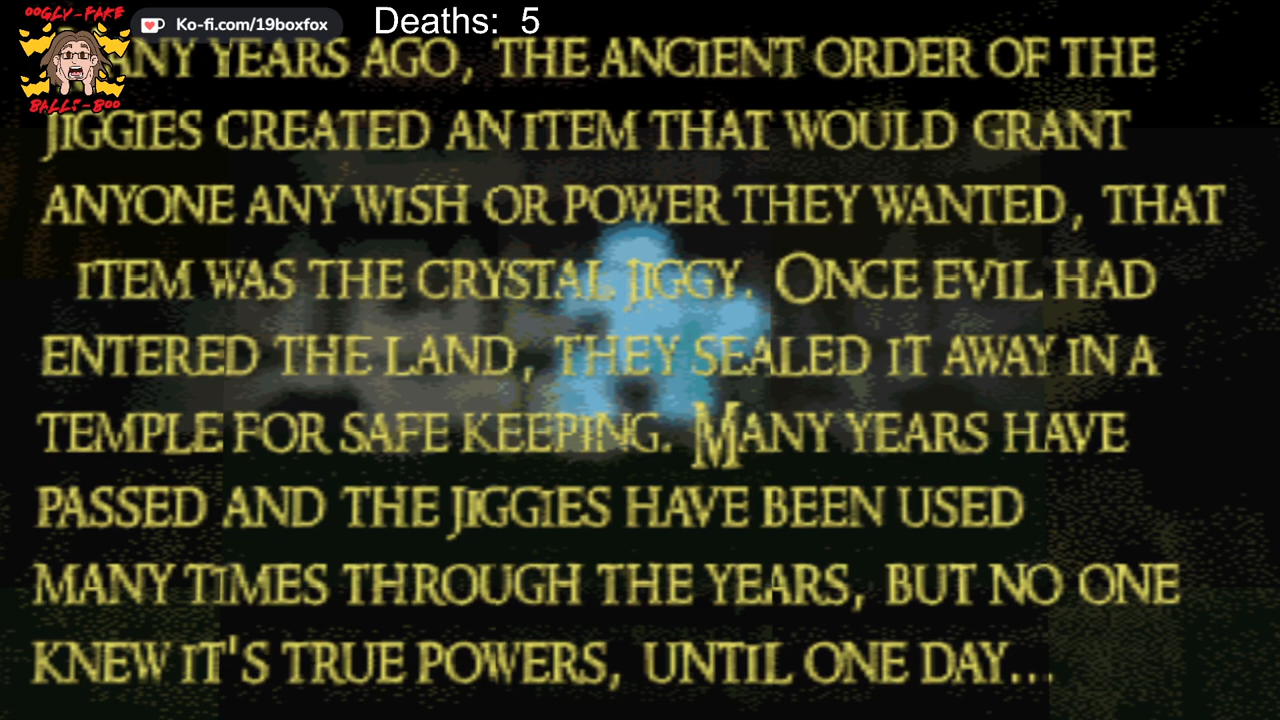 OOGLY-FAKE
BALLS-BOO
Ko-fi.com/19boxfox
Deaths: 5
YEARS AGO, THE ANCIENT ORDER OF THE
JIGGIES CREATED AN ITEM THAT WOULD GRANT
ANYONE ANY WISH OR POWER THEY WANTED, THAT
ITEM WAS THE CRYSTAL JIGGY. ONCE EVIL HAD
ENTERED THE LAND, THEY SEALED IT AWAY IN A
TEMPLE FOR SAFE KEEPING. MANY YEARS HAVE
PASSED AND THE JIGGIES HAVE BEEN USED
MANY TIMES THROUGH THE YEARS, BUT NO ONE
KNEW IT'S TRUE POWERS, UNTIL ONE DAY...